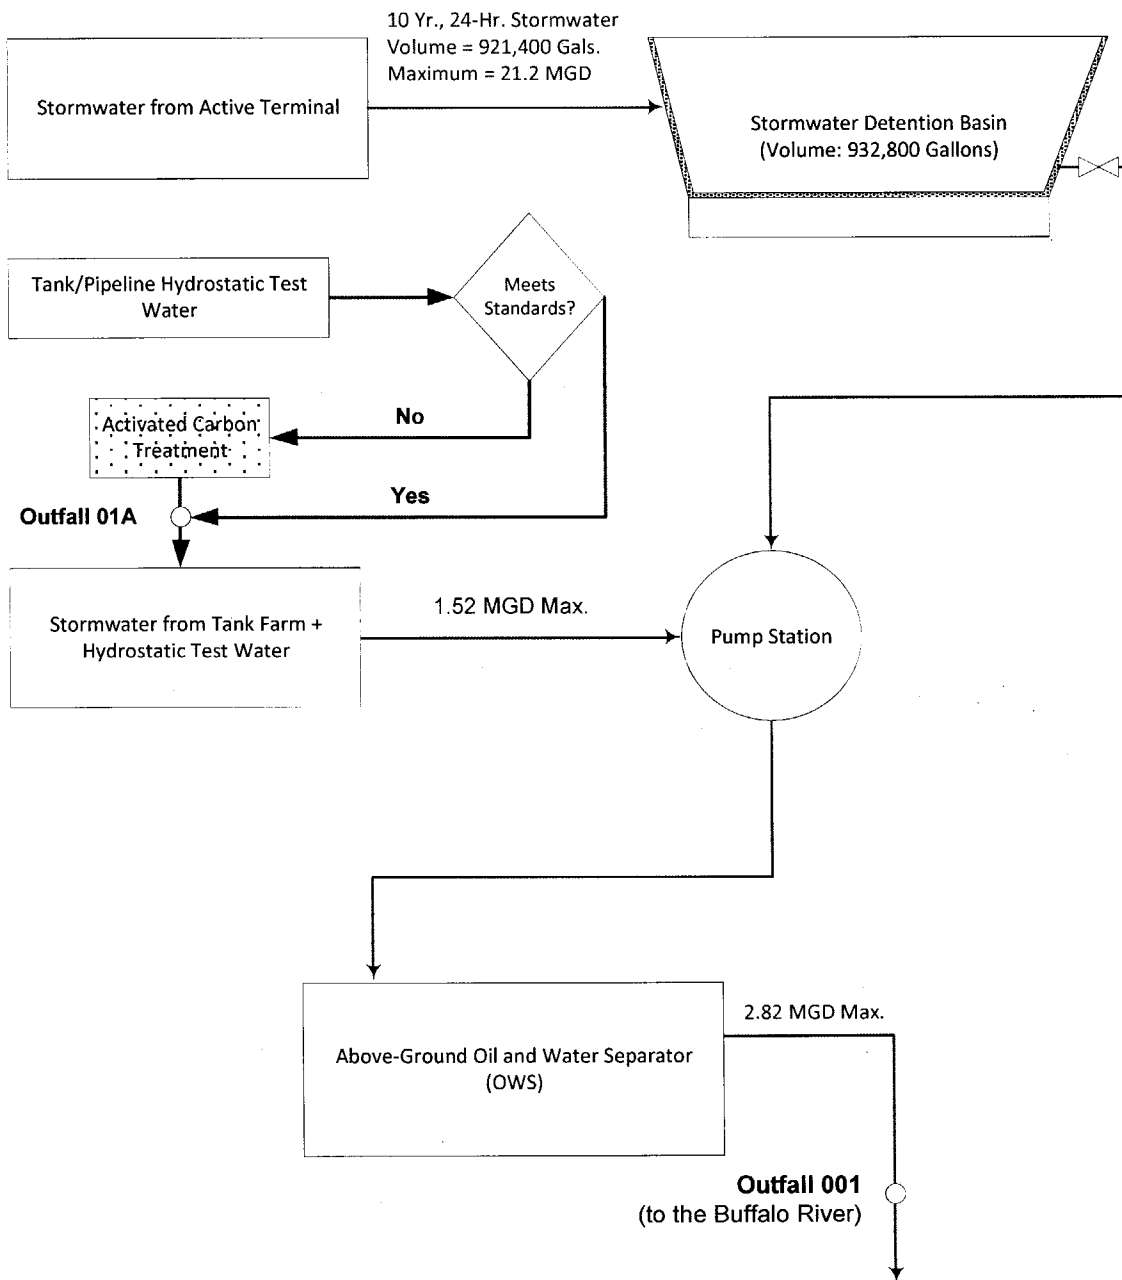 10 Yr., 24-Hr. Stormwater
Volume = 921,400 Gals.
Maximum = 21.2 MGD
Stormwater from Active Terminal
Stormwater Detention Basin
(Volume: 932,800 Gallons)
Tank/Pipeline Hydrostatic Test
Water
Meets
Standards?
No
Activated Carbon
Treatment
Yes
Outfall 01A
Stormwater from Tank Farm +
Hydrostatic Test Water
1.52 MGD Max.
Pump Station
Above-Ground Oil and Water Separator
(OWS)
2.82 MGD Max.
Outfall 001
(to the Buffalo River)